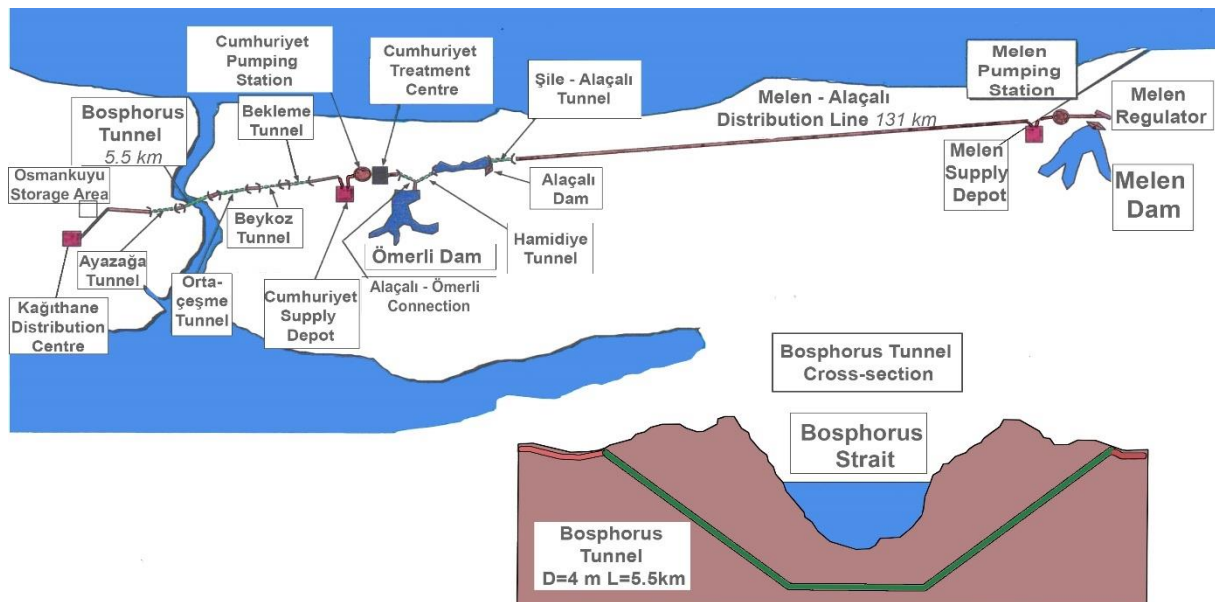 Cumhuriyet
Pumping
Station
Cumhuriyet
Treatment
Centre
Şile - Alaçalı
Tunnel
Melen
Pumping
Station
Bosphorus
Tunnel
5.5 km
Bekleme
Tunnel
Melen - Alaçalı
Distribution Line 131 km
Melen
Regulator
Osmankuyu
Storage Area
Melen
Supply
Depot
Alaçalı
Dam
Melen
Dam
Beykoz
Tunnel
Ömerli Dam
Hamidiye
Tunnel
Ayazağa
Tunnel
Orta-
çeşme
Tunnel
Cumhuriyet
Supply
Depot
Alaçalı - Ömerli
Connection
Kağıthane
Distribution
Centre
Bosphorus Tunnel
Cross-section
Bosphorus
Strait
Bosphorus
Tunnel
D=4 m L=5.5km